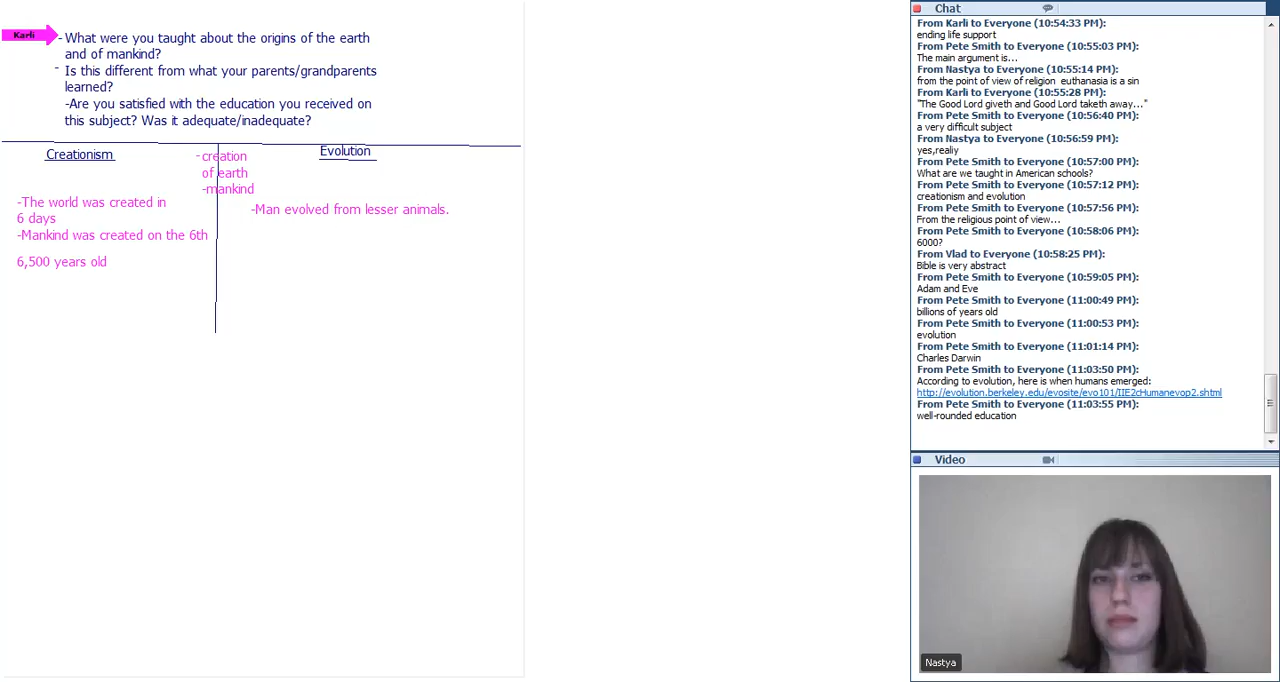 Karli
- What were you taught about the origins of the earth
and of mankind?
- Is this different from what your parents/grandparents
learned?
-Are you satisfied with the education you received on
this subject? Was it adequate/inadequate?
Creationism
-creation
of earth
-mankind
Evolution
-The world was created in
6 days
-Mankind was created on the 6th
6,500 years old
-Man evolved from lesser animals.
Chat
From Karli to Everyone (10:54:33 PM):
ending life support
From Pete Smith to Everyone (10:55:03 PM):
The main argument is...
From Nastya to Everyone (10:55:14 PM):
from the point of view of religion euthanasia is a sin
From Karli to Everyone (10:55:28 PM):
"The Good Lord giveth and Good Lord taketh away..."
From Pete Smith to Everyone (10:56:40 PM):
a very difficult subject
From Nastya to Everyone (10:56:59 PM):
yes,realiy
From Pete Smith to Everyone (10:57:00 PM):
What are we taught in American schools?
From Pete Smith to Everyone (10:57:12 PM):
creationism and evolution
From Pete Smith to Everyone (10:57:56 PM):
From the religious point of view...
From Pete Smith to Everyone (10:58:06 PM):
6000?
From Vlad to Everyone (10:58:25 PM):
Bible is very abstract
From Pete Smith to Everyone (10:59:05 PM):
Adam and Eve
From Pete Smith to Everyone (11:00:49 PM):
billions of years old
From Pete Smith to Everyone (11:00:53 PM):
evolution
From Pete Smith to Everyone (11:01:14 PM):
Charles Darwin
From Pete Smith to Everyone (11:03:50 PM):
According to evolution, here is when humans emerged:
http://evolution.berkeley.edu/evosite/evo101/IIE2cHumanevop2.shtml
From Pete Smith to Everyone (11:03:55 PM):
well-rounded education
Video
Nastya